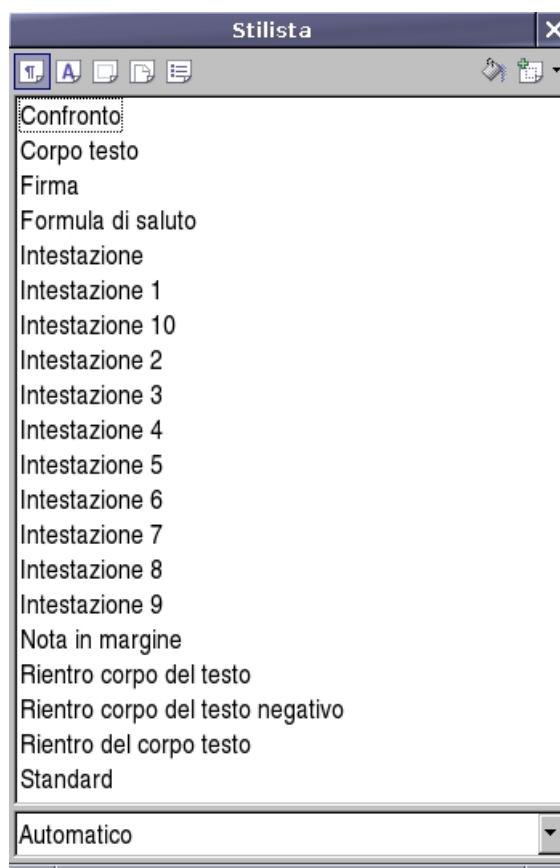 Stilista
Confronto
Corpo testo
Firma
Formula di saluto
Intestazione
Intestazione 1
Intestazione 10
Intestazione 2
Intestazione 3
Intestazione 4
Intestazione 5
Intestazione 6
Intestazione 7
Intestazione 8
Intestazione 9
Nota in margine
Rientro corpo del testo
Rientro corpo del testo negativo
Rientro del corpo testo
Standard
Automatico